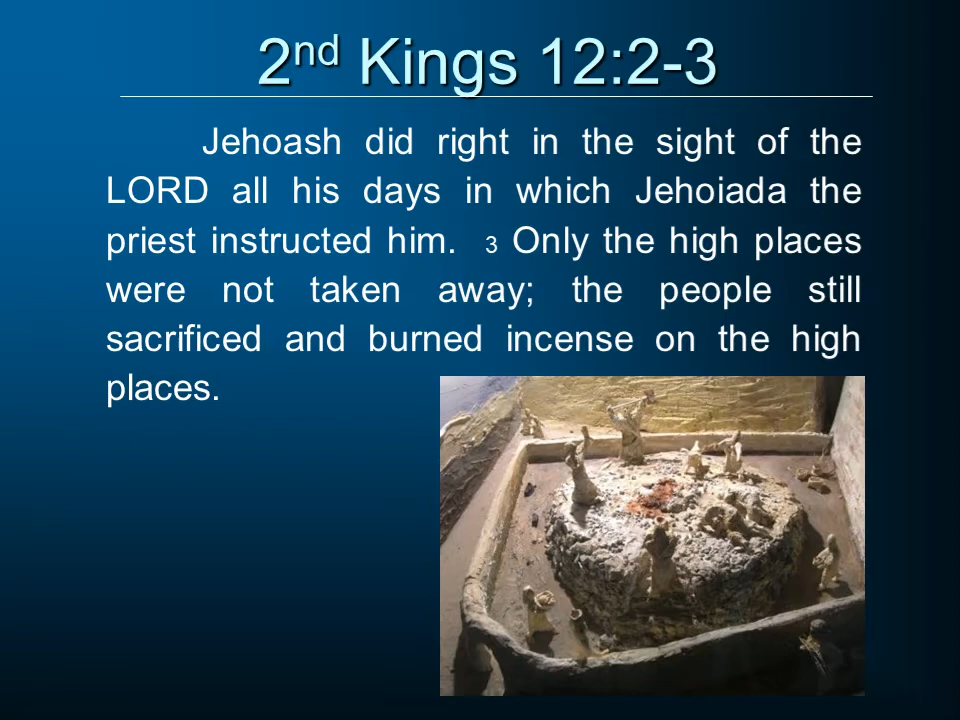 2nd Kings 12:2-3
Jehoash did right in the sight of the
LORD all his days in which Jehoiada the
priest instructed him. 3 Only the high places
were not taken away; the people still
sacrificed and burned incense on the high
places.